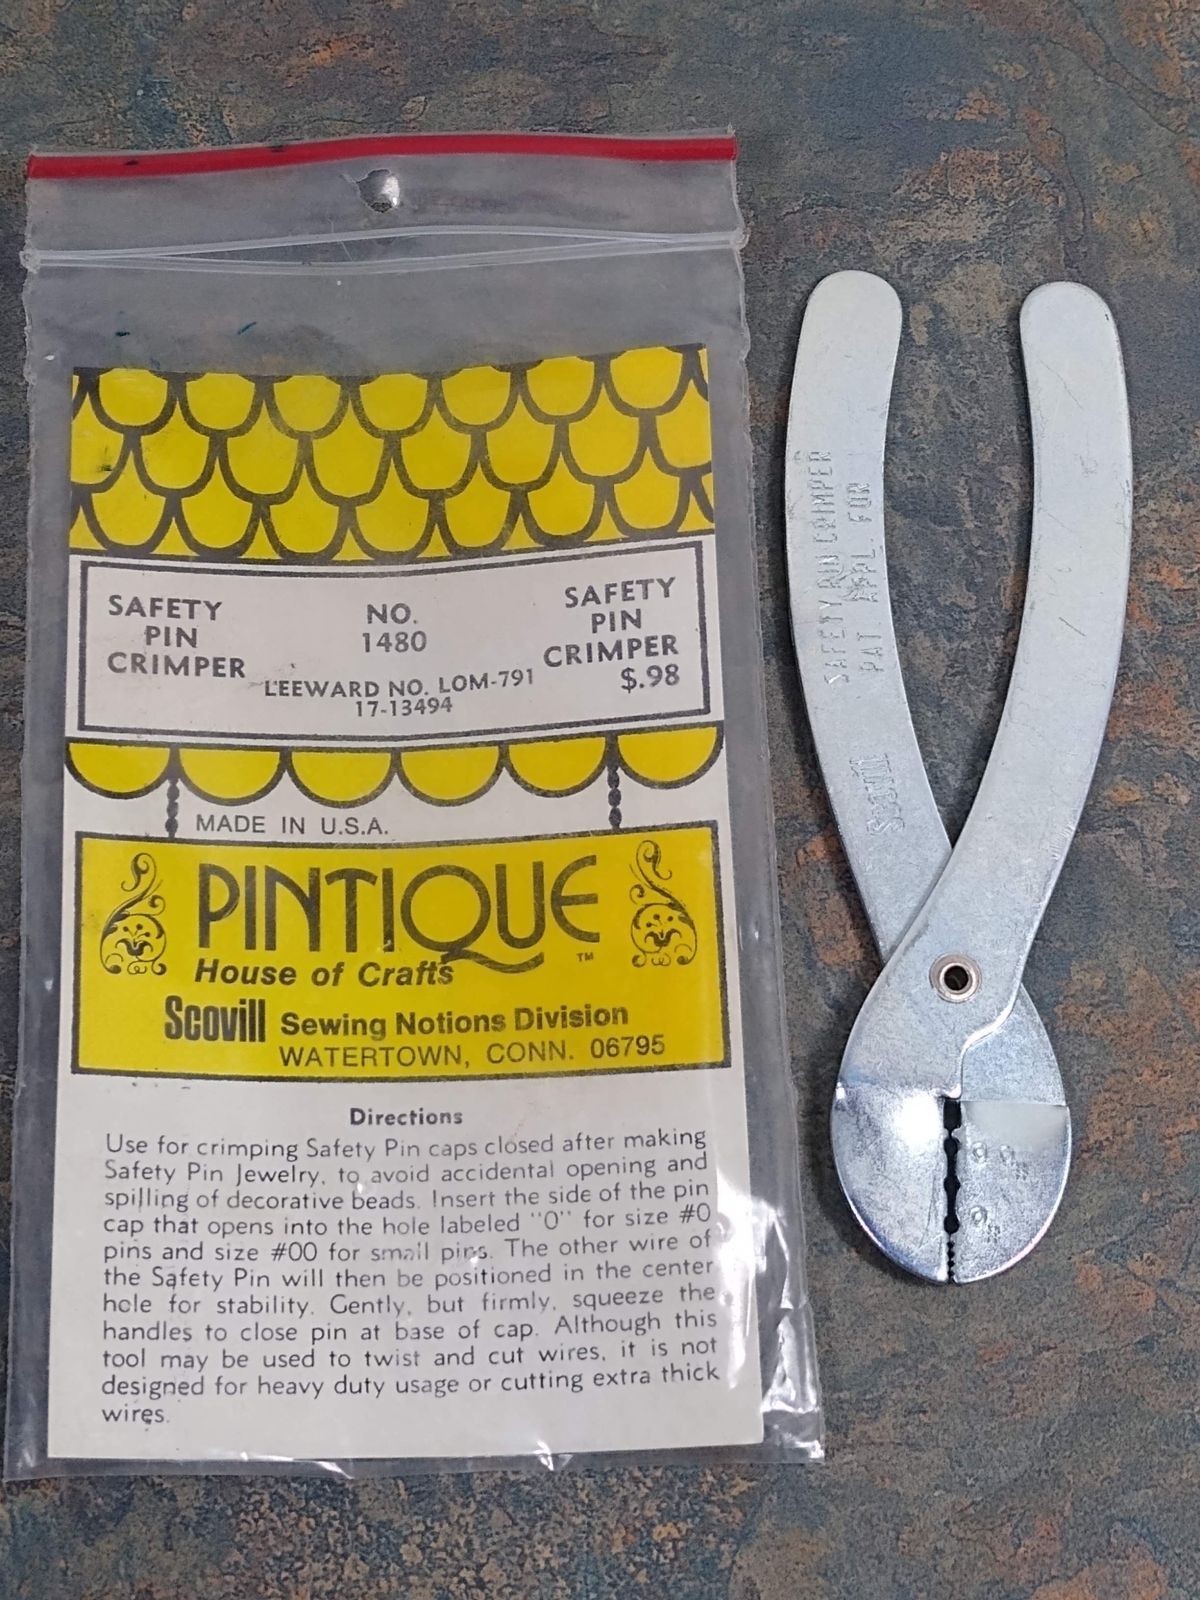 SAFETY
PIN
CRIMPER
NO.
1480
LEEWARD NO. LOM-791
17-13494
SAFETY
PIN
CRIMPER
$.98
MADE IN U.S.A.
PINTIQUE
TM
House of Crafts
Scovill Sewing Notions Division
WATERTOWN, CONN. 06795
Directions
Use for crimping Safety Pin caps closed after making
Safety Pin Jewelry, to avoid accidental opening and
spilling of decorative beads. Insert the side of the pin
cap that opens into the hole labeled "0" for size #0
pins and size #00 for small pins. The other wire of
the Safety Pin will then be positioned in the center
hole for stability. Gently, but firmly, squeeze the
handles to close pin at base of cap. Although this
tool may be used to twist and cut wires, it is not
designed for heavy duty usage or cutting extra thick
wires.
SAFETY PIN CRIMPER
PAT. APPL. FOR
Scovill